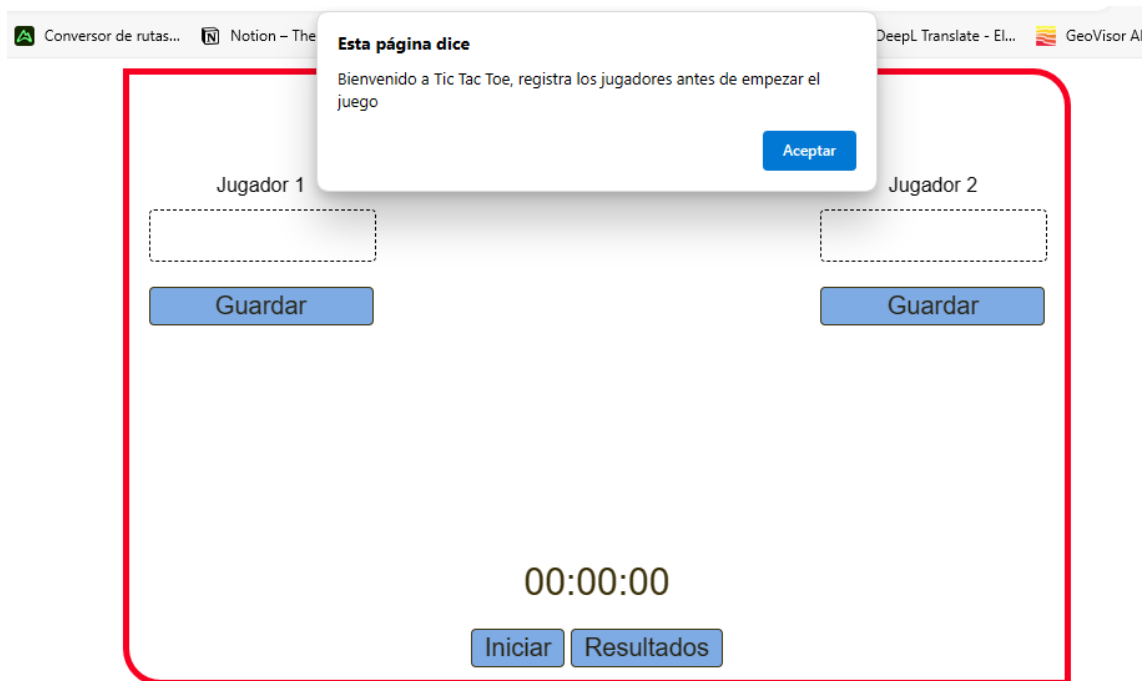 Conversor de rutas... Notion – The
DeepL Translate - El... GeoVisor
Esta página dice
Bienvenido a Tic Tac Toe, registra los jugadores antes de empezar el
juego
Aceptar
Jugador 1
Jugador 2
Guardar
Guardar
00:00:00
Iniciar Resultados